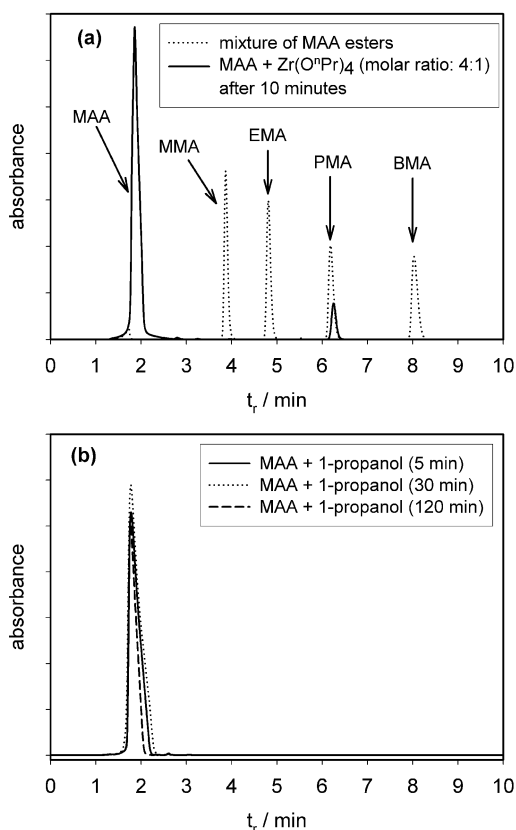 (a)
mixture of MAA esters
MAA + Zr(OⁿPr)₄ (molar ratio: 4:1)
after 10 minutes
MAA
MMA
EMA
PMA
BMA
absorbance
0 1 2 3 4 5 6 7 8 9 10
tᵣ / min
(b)
MAA + 1-propanol (5 min)
MAA + 1-propanol (30 min)
MAA + 1-propanol (120 min)
absorbance
0 1 2 3 4 5 6 7 8 9 10
tᵣ / min